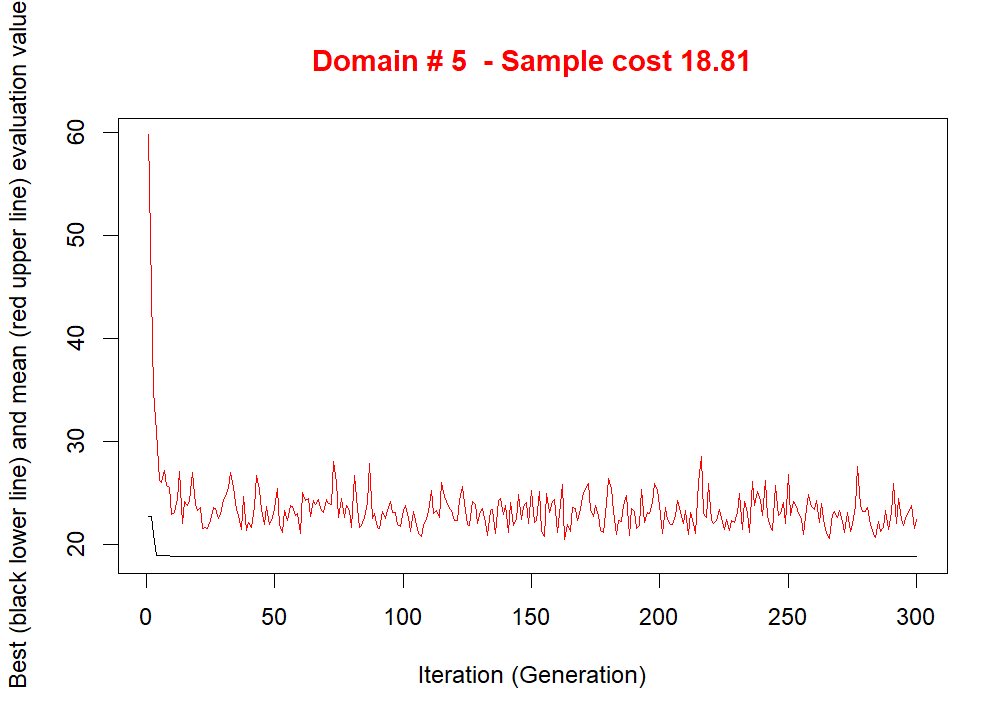 Domain # 5  - Sample cost 18.81
Best (black lower line) and mean (red upper line) evaluation value
60
50
40
30
20
0 50 100 150 200 250 300
Iteration (Generation)